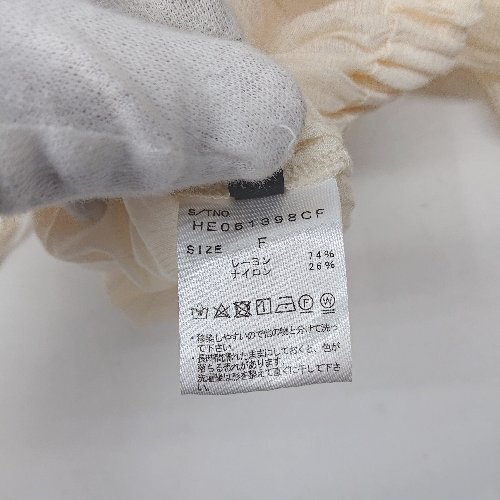 S/TNO
HE061398CF
SIZE F
レーヨン 74%
ナイロン 26%
・移染しやすいので他の物と分けて洗っ
て下さい。
・長時間濡れたままにしておくと、色が
落ちる恐れがあります
洗濯後は形を整えて直ぐに干して下さ
い。